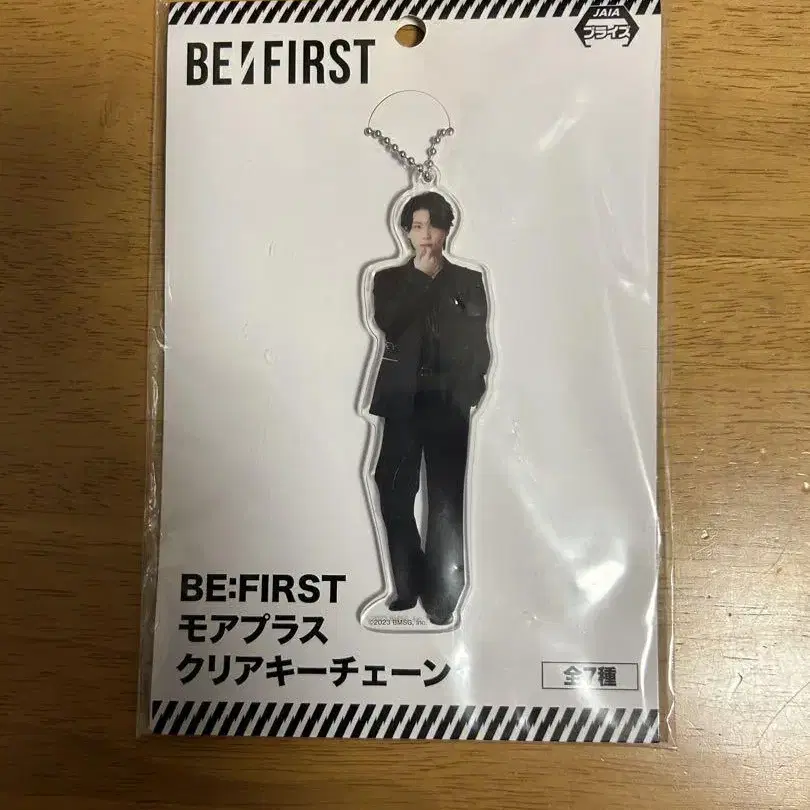 JAIA
プライズ
BE:FIRST
©2023 BMSG, Inc.
BE:FIRST
モアプラス
クリアキーチェーン
全7種